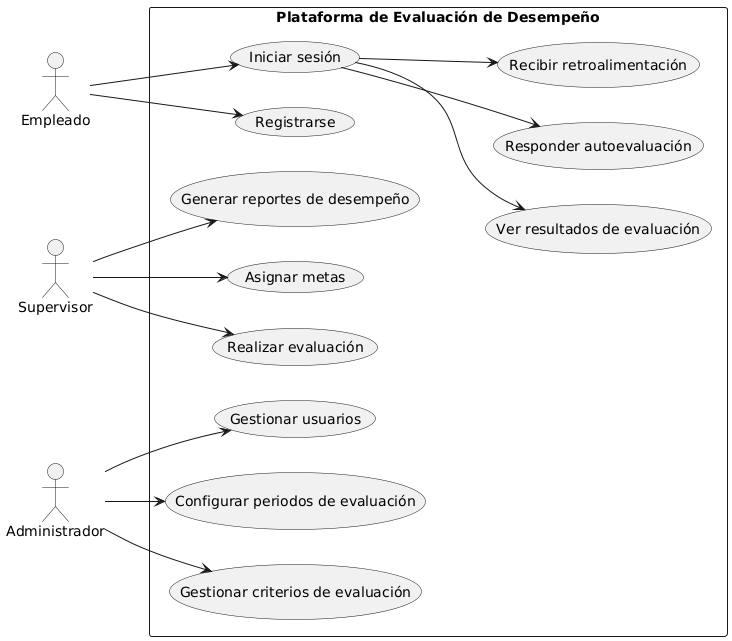 Plataforma de Evaluación de Desempeño
Empleado
Iniciar sesión
Recibir retroalimentación
Registrarse
Responder autoevaluación
Ver resultados de evaluación
Supervisor
Generar reportes de desempeño
Asignar metas
Realizar evaluación
Administrador
Gestionar usuarios
Configurar periodos de evaluación
Gestionar criterios de evaluación